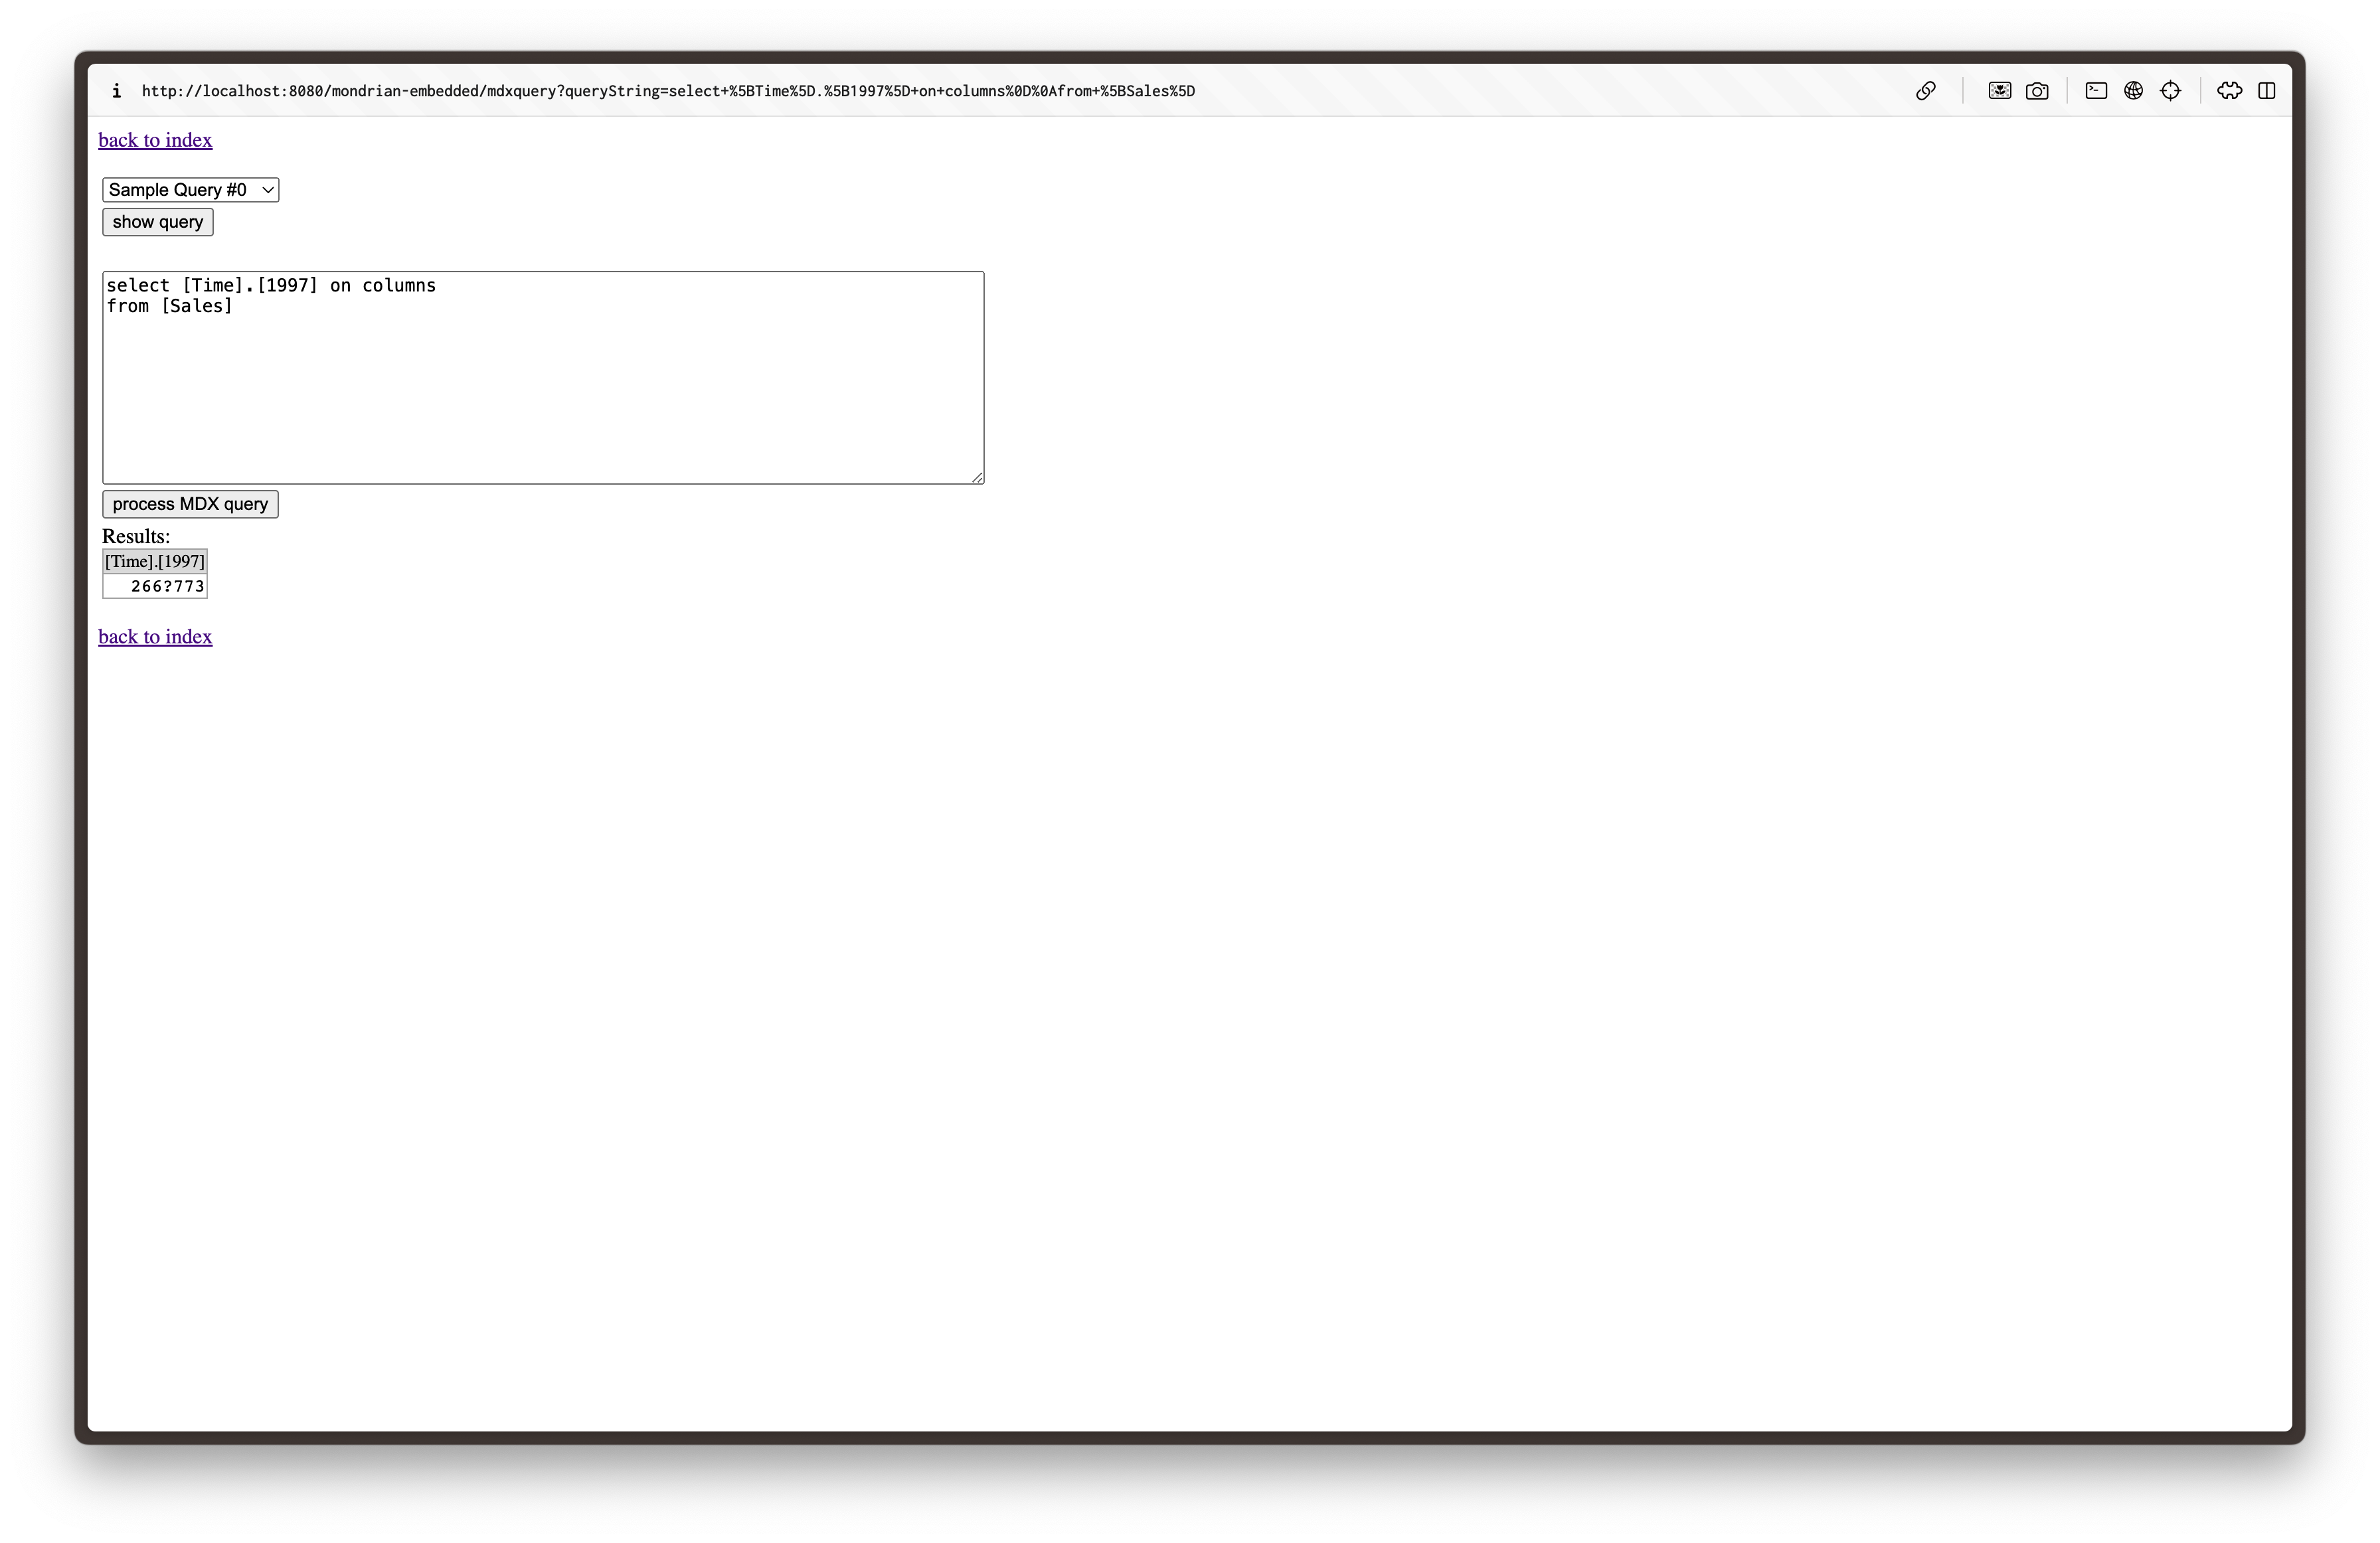 http://localhost:8080/mondrian-embedded/mdxquery?queryString=select+%5BTime%5D.%5B1997%5D+on+columns%0D%0Afrom+%5BSales%5D
back to index
Sample Query #0
show query
select [Time].[1997] on columns
from [Sales]
process MDX query
Results:
[Time].[1997]
266?773
back to index